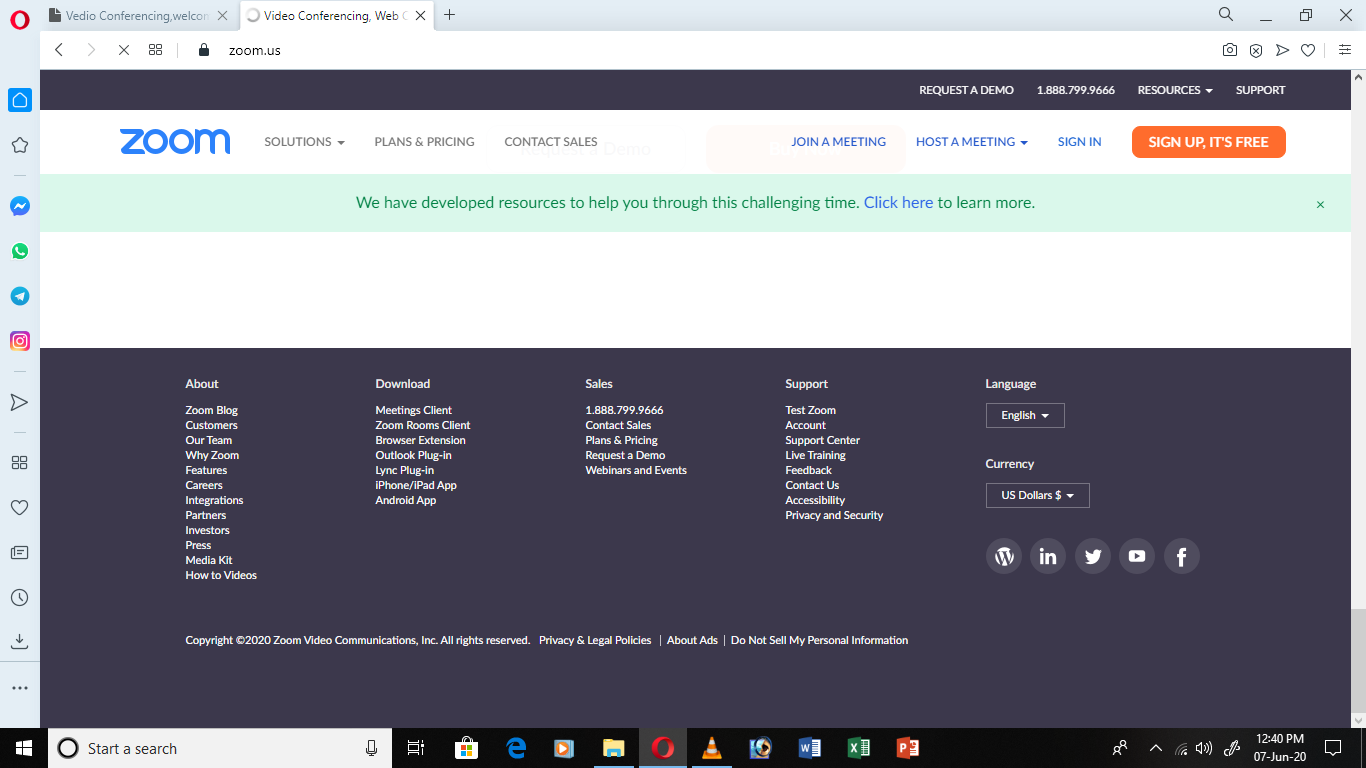 Vedio Conferencing,welcon
Video Conferencing, Web C
zoom.us
REQUEST A DEMO 1.888.799.9666 RESOURCES SUPPORT
zoom SOLUTIONS PLANS & PRICING CONTACT SALES JOIN A MEETING HOST A MEETING SIGN IN SIGN UP, IT'S FREE
Request a Demo
We have developed resources to help you through this challenging time. Click here to learn more.
About
Zoom Blog
Customers
Our Team
Why Zoom
Features
Careers
Integrations
Partners
Investors
Press
Media Kit
How to Videos
Download
Meetings Client
Zoom Rooms Client
Browser Extension
Outlook Plug-in
Lync Plug-in
iPhone/iPad App
Android App
Sales
1.888.799.9666
Contact Sales
Plans & Pricing
Request a Demo
Webinars and Events
Support
Test Zoom
Account
Support Center
Live Training
Feedback
Contact Us
Accessibility
Privacy and Security
Language
English
Currency
US Dollars $
Copyright ©2020 Zoom Video Communications, Inc. All rights reserved. Privacy & Legal Policies | About Ads | Do Not Sell My Personal Information
Start a search
12:40 PM
07-Jun-20